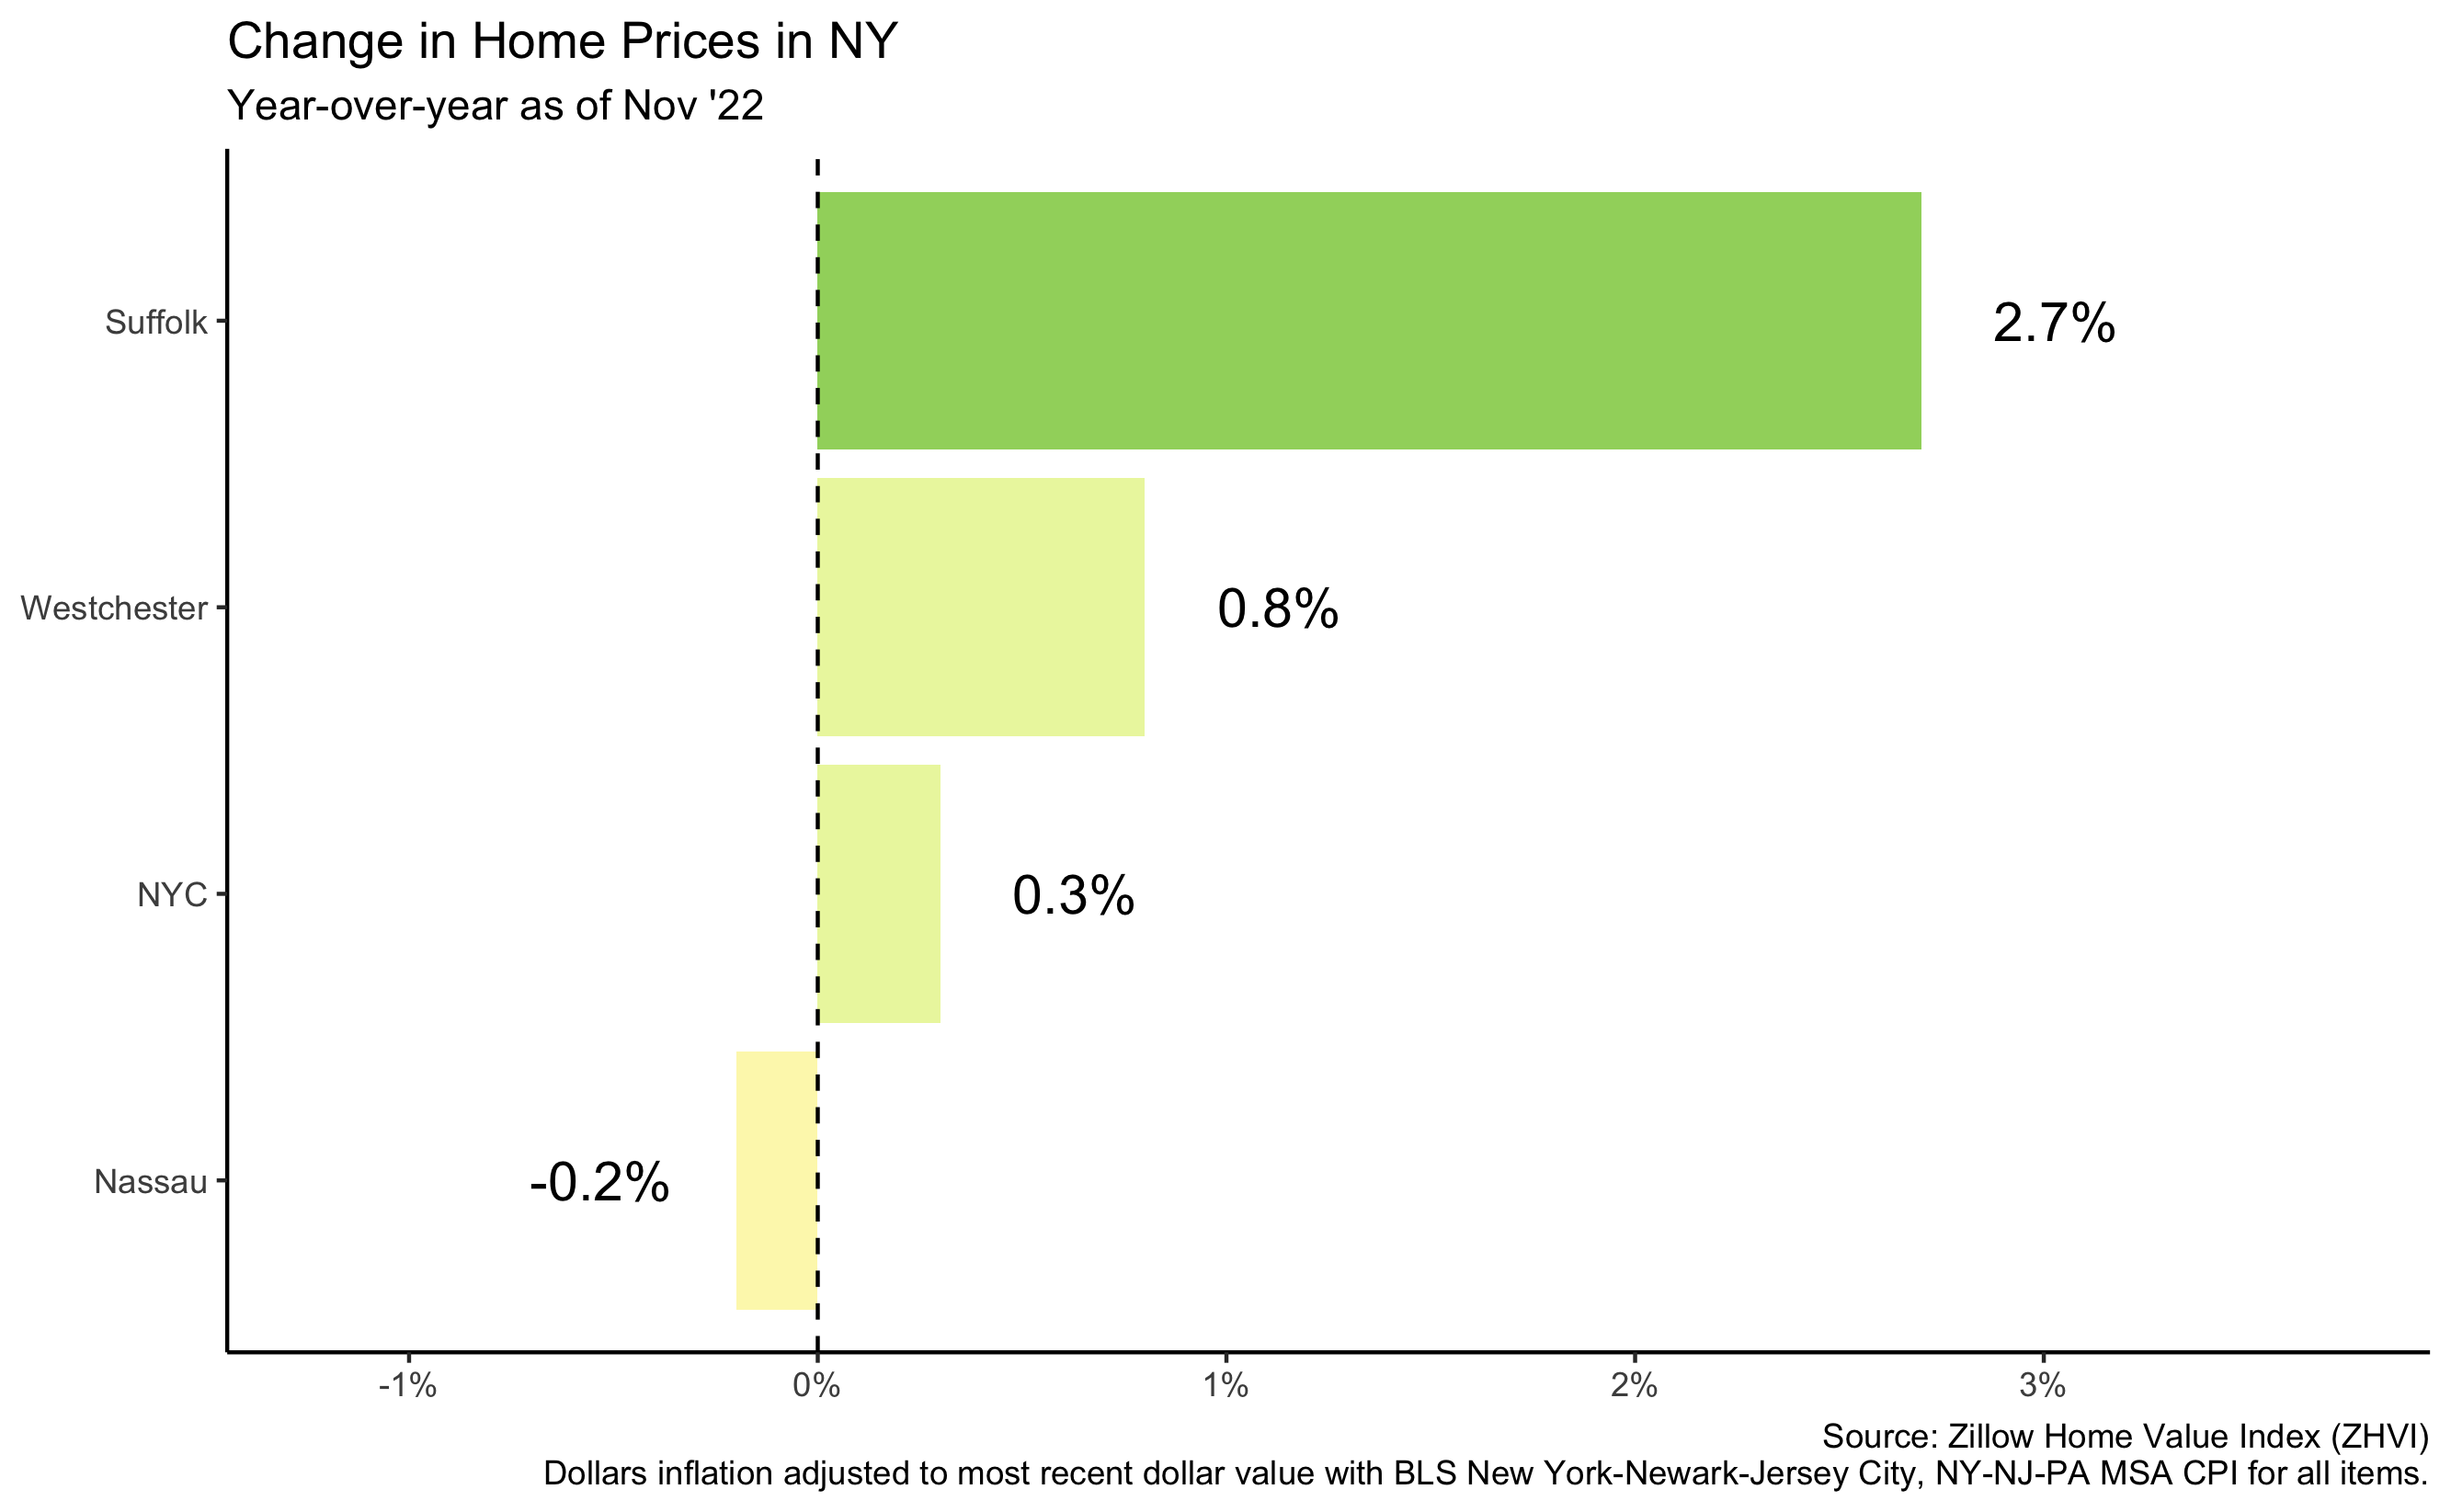 Change in Home Prices in NY
Year-over-year as of Nov '22
Suffolk
2.7%
Westchester
0.8%
NYC
0.3%
Nassau
-0.2%
-1% 0% 1% 2% 3%
Source: Zillow Home Value Index (ZHVI)
Dollars inflation adjusted to most recent dollar value with BLS New York-Newark-Jersey City, NY-NJ-PA MSA CPI for all items.